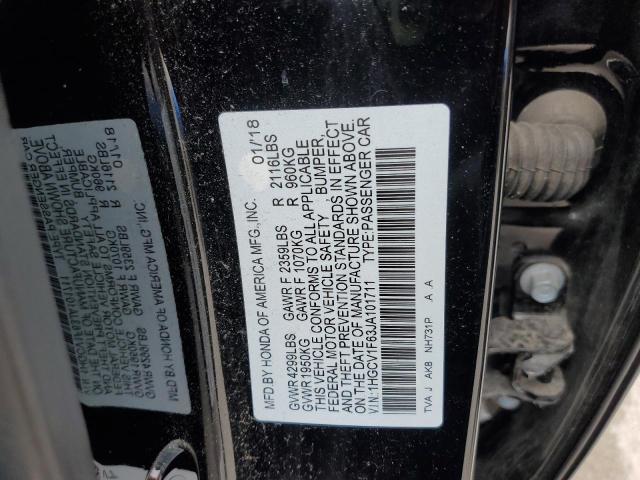 MFD.BY HONDA OF AMERICA MFG.,INC. 01/18
GVWR 4299LBS GAWR F 2359LBS R 2116LBS
GVWR 1950KG GAWR F 1070KG R 960KG
THIS VEHICLE CONFORMS TO ALL APPLICABLE
FEDERAL MOTOR VEHICLE SAFETY, BUMPER,
AND THEFT PREVENTION STANDARDS IN EFFECT
ON THE DATE OF MANUFACTURE SHOWN ABOVE.
V.I.N.: 1HGCV1F63JA101711 TYPE:PASSENGER CAR
TVA J AK8 NH731P A A